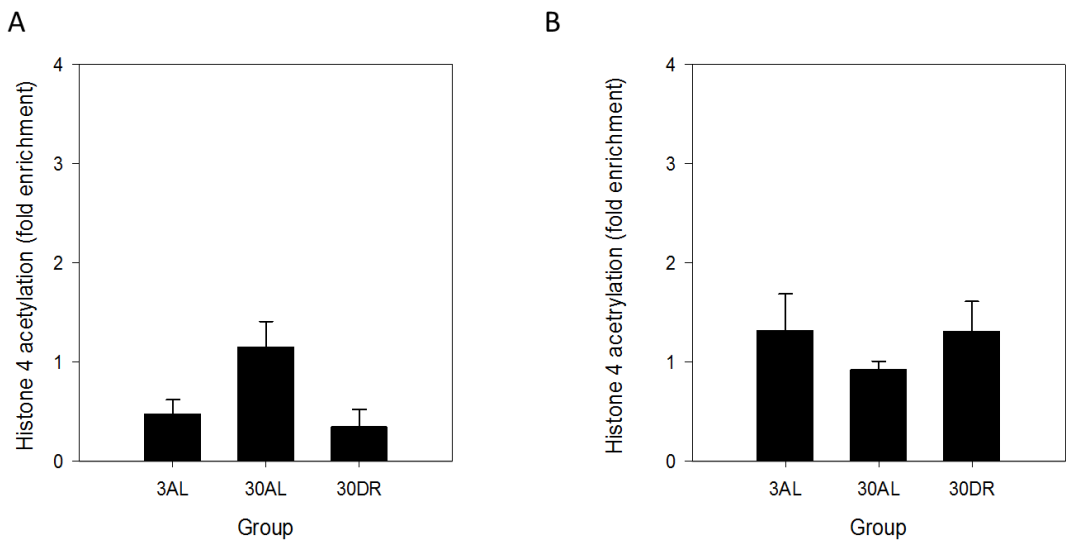 A
Histone 4 acetylation (fold enrichment)
4
3
2
1
0
3AL 30AL 30DR
Group
B
Histone 4 acetrylation (fold enrichment)
4
3
2
1
0
3AL 30AL 30DR
Group